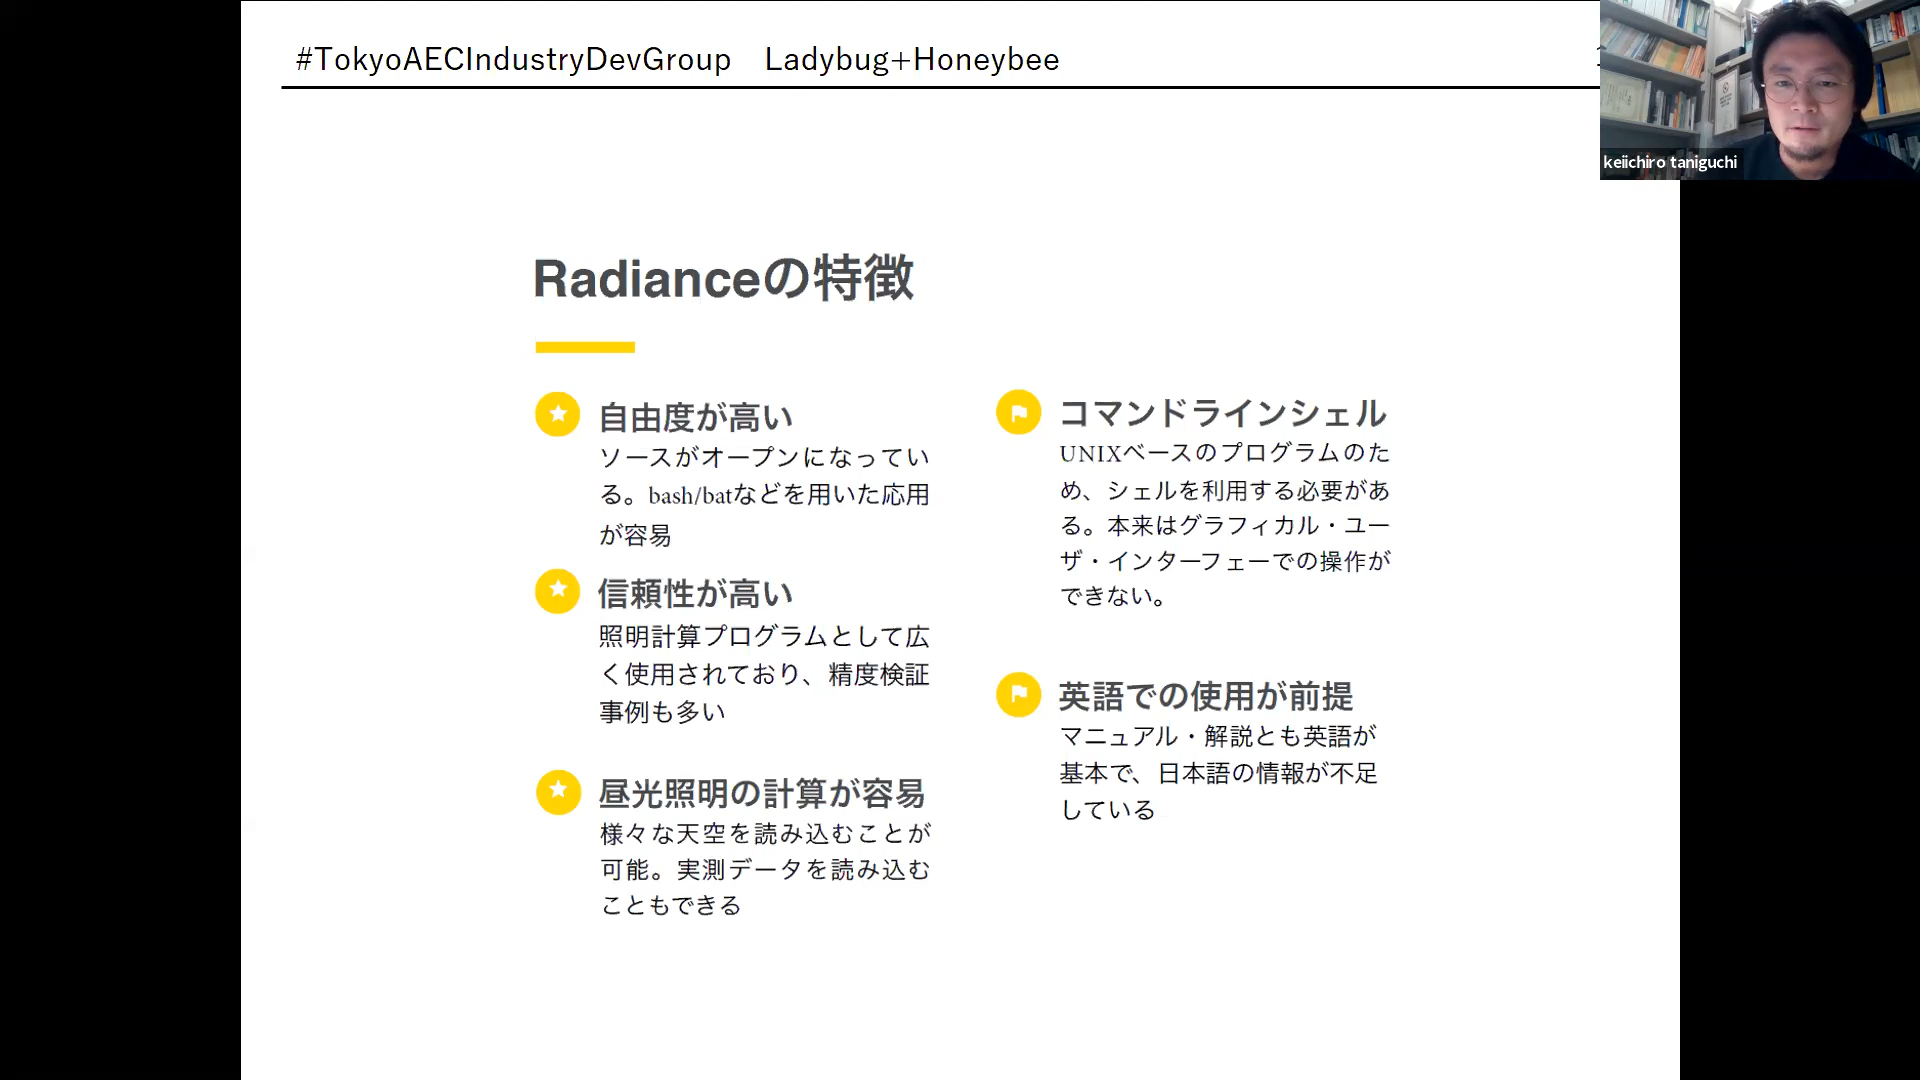 #TokyoAECIndustryDevGroup　Ladybug+Honeybee
keiichiro taniguchi
Radianceの特徴
自由度が高い
ソースがオープンになってい
る。bash/batなどを用いた応用
が容易
信頼性が高い
照明計算プログラムとして広
く使用されており、精度検証
事例も多い
昼光照明の計算が容易
様々な天空を読み込むことが
可能。実測データを読み込む
こともできる
コマンドラインシェル
UNIXベースのプログラムのた
め、シェルを利用する必要があ
る。本来はグラフィカル・ユー
ザ・インターフェーでの操作が
できない。
英語での使用が前提
マニュアル・解説とも英語が
基本で、日本語の情報が不足
している